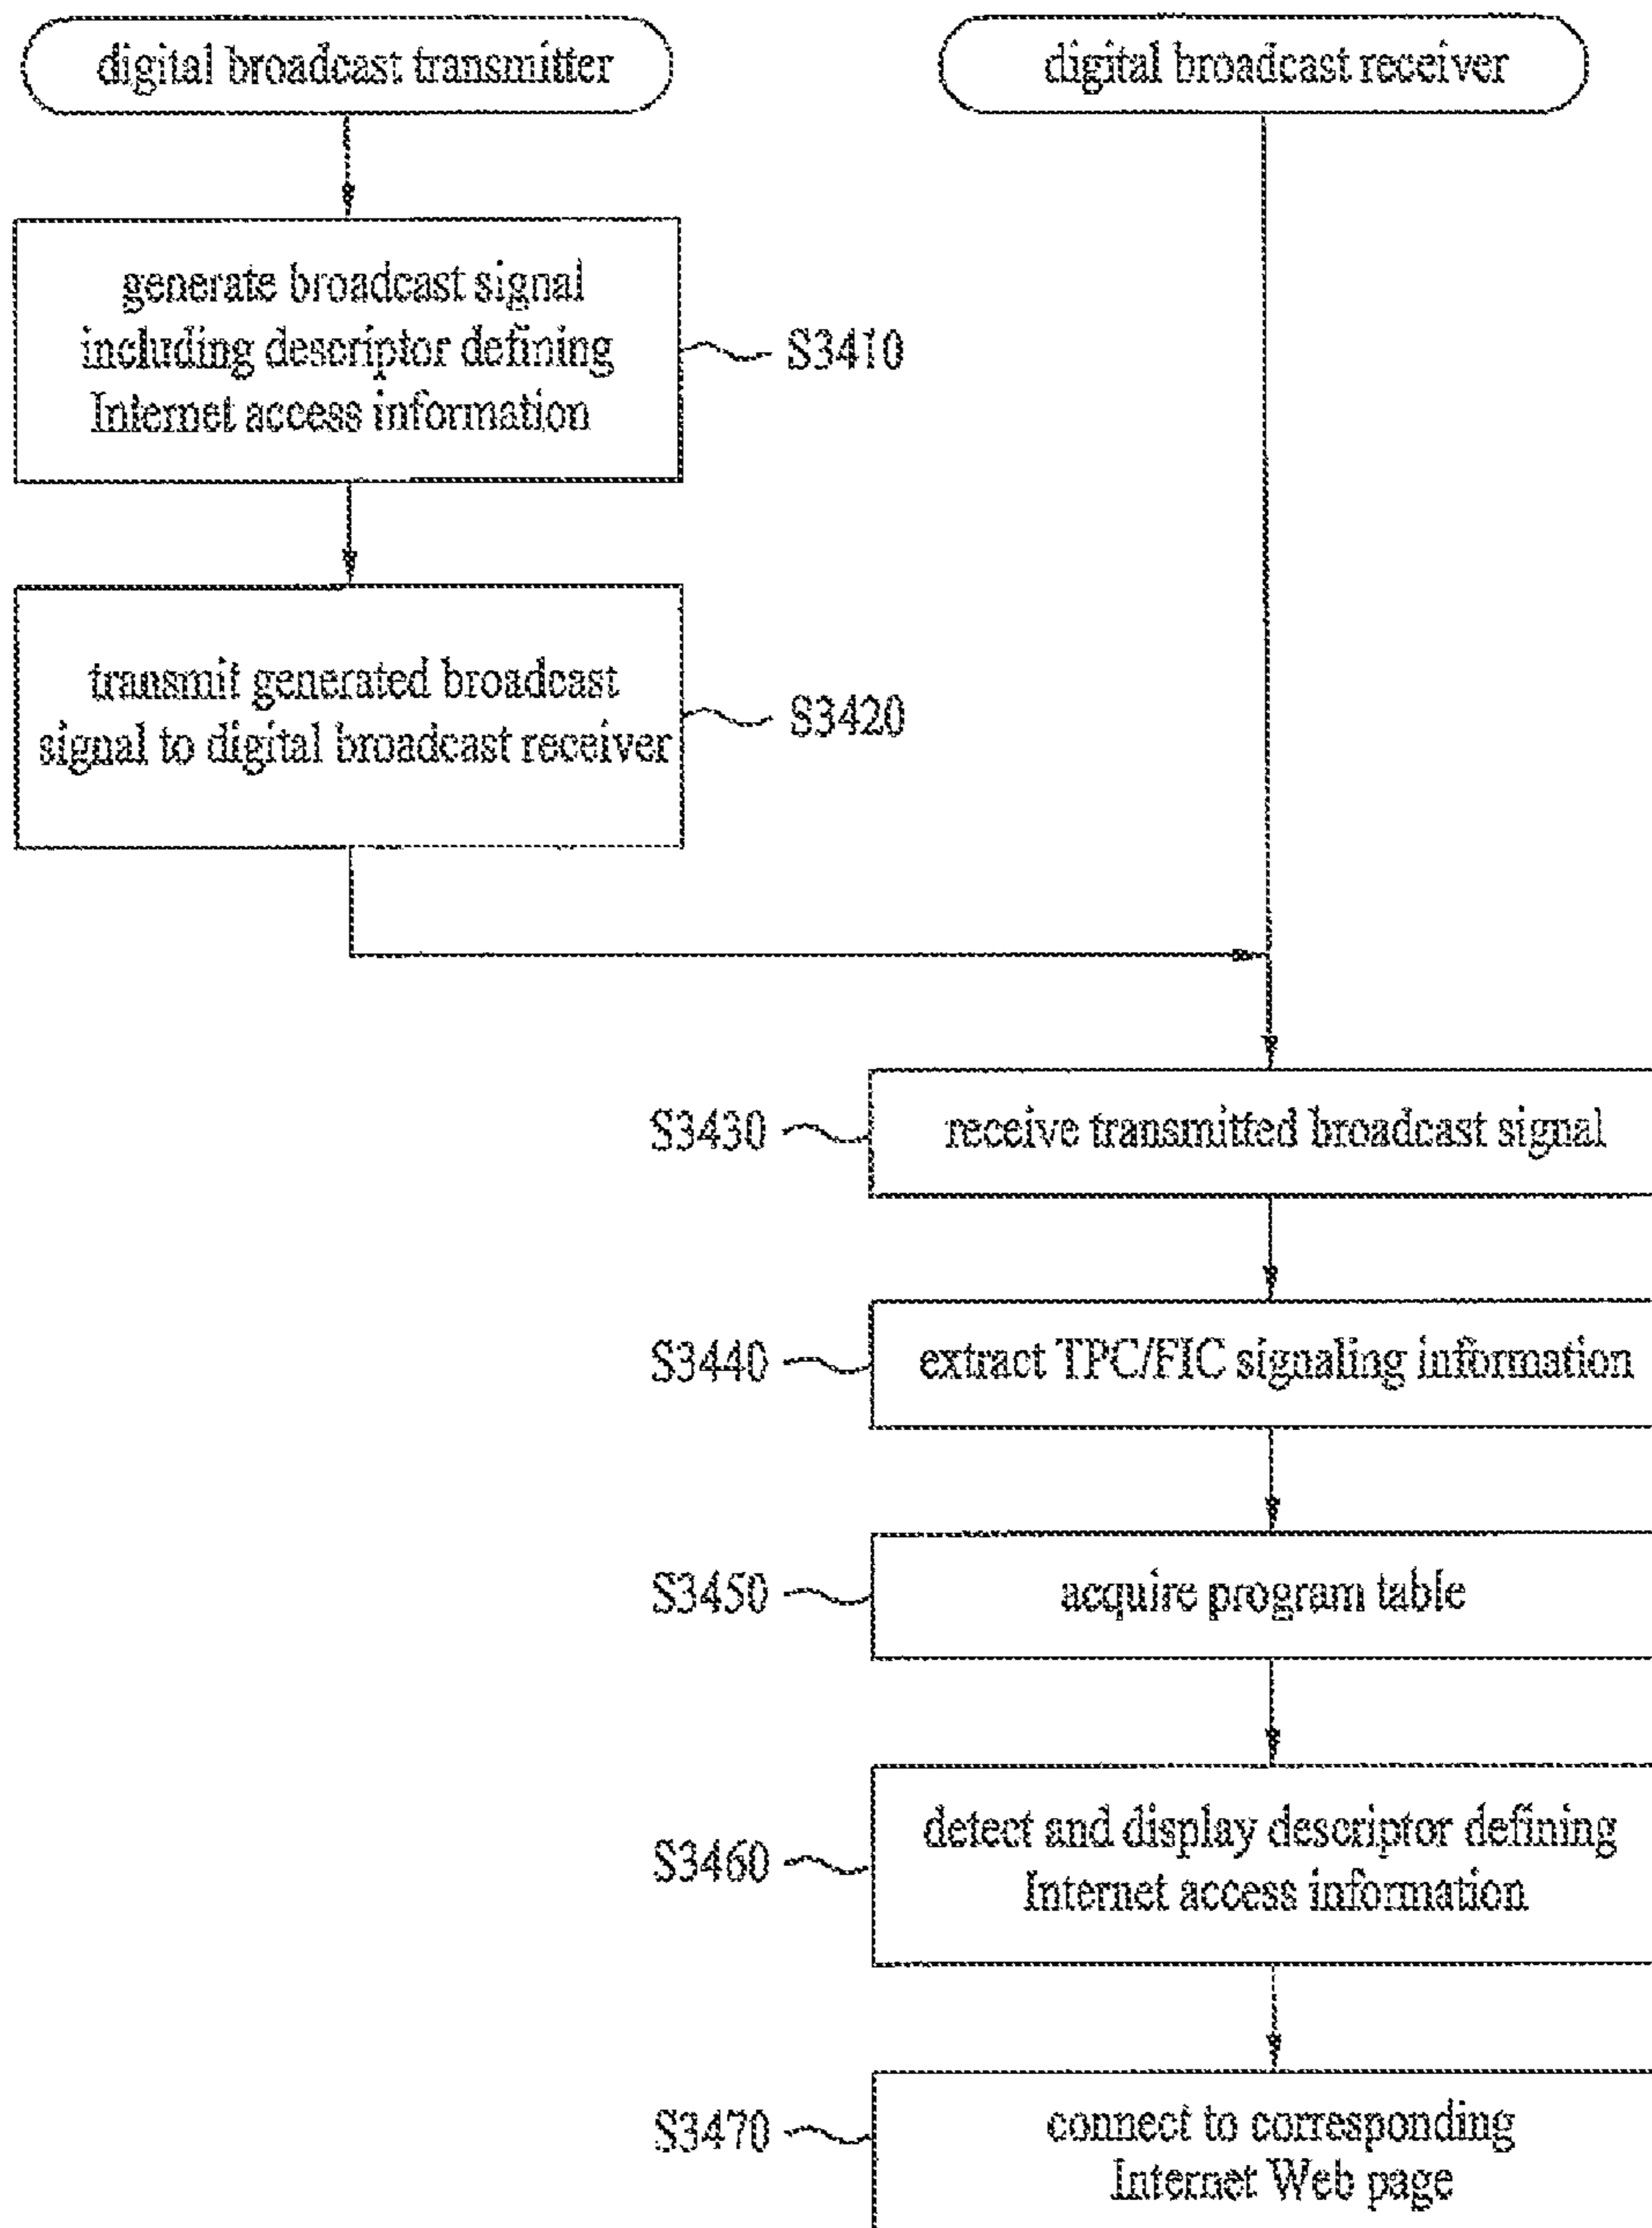 digital broadcast transmitter
digital broadcast receiver
generate broadcast signal
including descriptor defining
Internet access information
S3410
transmit generated broadcast
signal to digital broadcast receiver
S3420
S3430
receive transmitted broadcast signal
S3440
extract TPC/FIC signaling information
S3450
acquire program table
S3460
detect and display descriptor defining
Internet access information
S3470
connect to corresponding
Internet Web page